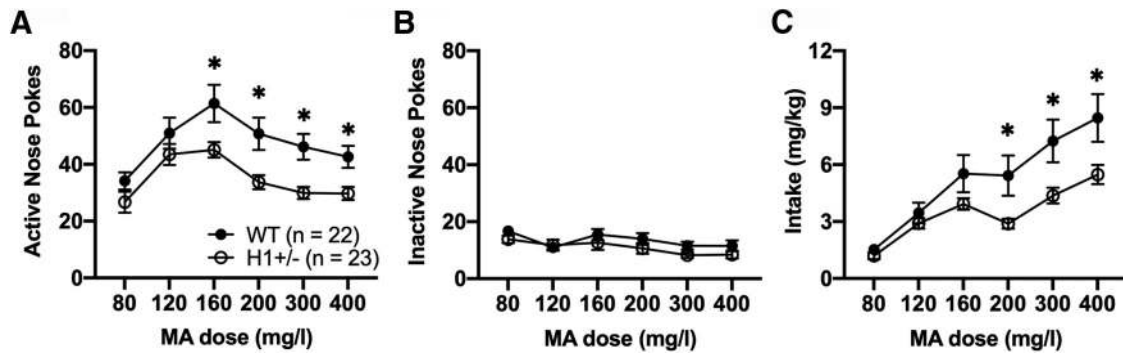 A
Active Nose Pokes
80
60
40
20
0
*
*
*
*
WT (n = 22)
H1+/- (n = 23)
80 120 160 200 300 400
MA dose (mg/l)
B
Inactive Nose Pokes
80
60
40
20
0
80 120 160 200 300 400
MA dose (mg/l)
C
Intake (mg/kg)
12
9
6
3
0
*
*
*
80 120 160 200 300 400
MA dose (mg/l)